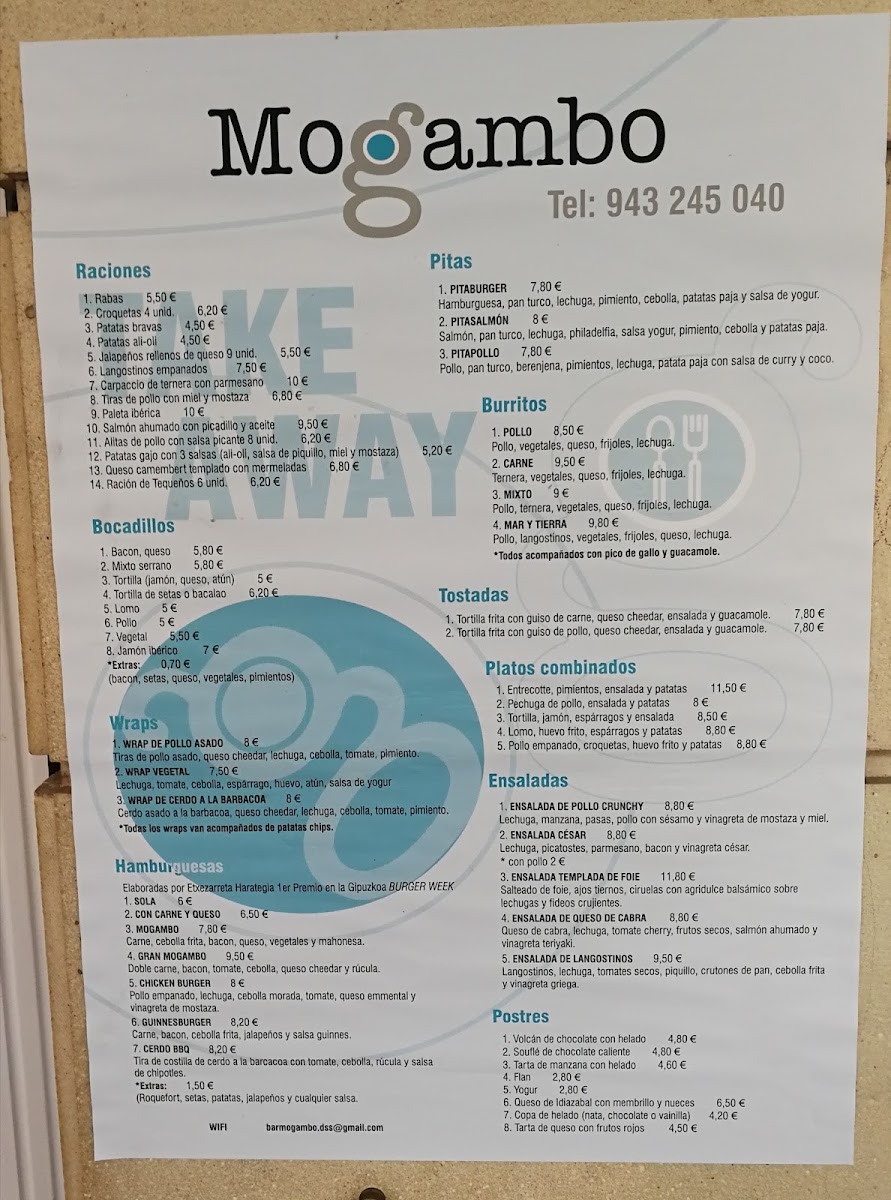 Mogambo
Tel: 943 245 040
TAKE
AWAY
Raciones
1. Rabas 5,50 €
2. Croquetas 4 unid. 6,20 €
3. Patatas bravas 4,50 €
4. Patatas ali-oli 4,50 €
5. Jalapeños rellenos de queso 9 unid. 5,50 €
6. Langostinos empanados 7,50 €
7. Carpaccio de ternera con parmesano 10 €
8. Tiras de pollo con miel y mostaza 6,80 €
9. Paleta ibérica 10 €
10. Salmón ahumado con picadillo y aceite 9,50 €
11. Alitas de pollo con salsa picante 8 unid. 6,20 €
12. Patatas gajo con 3 salsas (ali-oli, salsa de piquillo, miel y mostaza) 5,20 €
13. Queso camembert templado con mermeladas 6,80 €
14. Ración de Tequeños 6 unid. 6,20 €
Bocadillos
1. Bacon, queso 5,80 €
2. Mixto serrano 5,80 €
3. Tortilla (jamón, queso, atún) 5 €
4. Tortilla de setas o bacalao 6,20 €
5. Lomo 5 €
6. Pollo 5 €
7. Vegetal 5,50 €
8. Jamón ibérico 7 €
*Extras: 0,70 €
(bacon, setas, queso, vegetales, pimientos)
Wraps
1. WRAP DE POLLO ASADO 8 €
Tiras de pollo asado, queso cheedar, lechuga, cebolla, tomate, pimiento.
2. WRAP VEGETAL 7,50 €
Lechuga, tomate, cebolla, espárrago, huevo, atún, salsa de yogur
3. WRAP DE CERDO A LA BARBACOA 8 €
Cerdo asado a la barbacoa, queso cheedar, lechuga, cebolla, tomate, pimiento.
*Todas los wraps van acompañados de patatas chips.
Hamburguesas
Elaboradas por Etxezarreta Harategia 1er Premio en la Gipuzkoa BURGER WEEK
1. SOLA 6 €
2. CON CARNE Y QUESO 6,50 €
3. MOGAMBO 7,80 €
Carne, cebolla frita, bacon, queso, vegetales y mahonesa.
4. GRAN MOGAMBO 9,50 €
Doble carne, bacon, tomate, cebolla, queso cheedar y rúcula.
5. CHICKEN BURGER 8 €
Pollo empanado, lechuga, cebolla morada, tomate, queso emmental y
vinagreta de mostaza.
6. GUINNESBURGER 8,20 €
Carne, bacon, cebolla frita, jalapeños y salsa guinnes.
7. CERDO BBQ 8,20 €
Tira de costilla de cerdo a la barcacoa con tomate, cebolla, rúcula y salsa
de chipotles.
*Extras: 1,50 €
(Roquefort, setas, patatas, jalapeños y cualquier salsa.
WIFI barmogambo.dss@gmail.com
Pitas
1. PITABURGER 7,80 €
Hamburguesa, pan turco, lechuga, pimiento, cebolla, patatas paja y salsa de yogur.
2. PITASALMÓN 8 €
Salmón, pan turco, lechuga, philadelfia, salsa yogur, pimiento, cebolla y patatas paja.
3. PITAPOLLO 7,80 €
Pollo, pan turco, berenjena, pimientos, lechuga, patata paja con salsa de curry y coco.
Burritos
1. POLLO 8,50 €
Pollo, vegetales, queso, frijoles, lechuga.
2. CARNE 9,50 €
Ternera, vegetales, queso, frijoles, lechuga.
3. MIXTO 9 €
Pollo, ternera, vegetales, queso, frijoles, lechuga.
4. MAR Y TIERRA 9,80 €
Pollo, langostinos, vegetales, frijoles, queso, lechuga.
*Todos acompañados con pico de gallo y guacamole.
Tostadas
1. Tortilla frita con guiso de carne, queso cheedar, ensalada y guacamole. 7,80 €
2. Tortilla frita con guiso de pollo, queso cheedar, ensalada y guacamole. 7,80 €
Platos combinados
1. Entrecotte, pimientos, ensalada y patatas 11,50 €
2. Pechuga de pollo, ensalada y patatas 8 €
3. Tortilla, jamón, espárragos y ensalada 8,50 €
4. Lomo, huevo frito, espárragos y patatas 8,80 €
5. Pollo empanado, croquetas, huevo frito y patatas 8,80 €
Ensaladas
1. ENSALADA DE POLLO CRUNCHY 8,80 €
Lechuga, manzana, pasas, pollo con sésamo y vinagreta de mostaza y miel.
2. ENSALADA CÉSAR 8,80 €
Lechuga, picatostes, parmesano, bacon y vinagreta césar.
* con pollo 2 €
3. ENSALADA TEMPLADA DE FOIE 11,80 €
Salteado de foie, ajos tiernos, ciruelas con agridulce balsámico sobre
lechugas y fideos crujientes.
4. ENSALADA DE QUESO DE CABRA 8,80 €
Queso de cabra, lechuga, tomate cherry, frutos secos, salmón ahumado y
vinagreta teriyaki.
5. ENSALADA DE LANGOSTINOS 9,50 €
Langostinos, lechuga, tomates secos, piquillo, crutones de pan, cebolla frita
y vinagreta griega.
Postres
1. Volcán de chocolate con helado 4,80 €
2. Souflé de chocolate caliente 4,80 €
3. Tarta de manzana con helado 4,60 €
4. Flan 2,80 €
5. Yogur 2,80 €
6. Queso de Idiazabal con membrillo y nueces 6,50 €
7. Copa de helado (nata, chocolate o vainilla) 4,20 €
8. Tarta de queso con frutos rojos 4,50 €